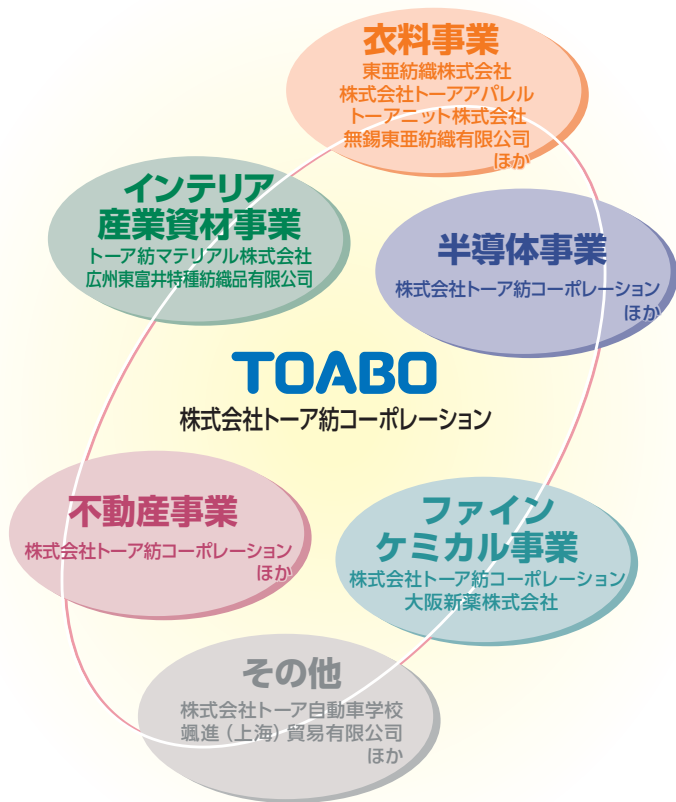 衣料事業
東亜紡織株式会社
株式会社トーアアパレル
トーアニット株式会社
無錫東亜紡織有限公司
ほか
インテリア
産業資材事業
トーア紡マテリアル株式会社
広州東富井特種紡織品有限公司
半導体事業
株式会社トーア紡コーポレーション
ほか
TOABO
株式会社トーア紡コーポレーション
不動産事業
株式会社トーア紡コーポレーション
ほか
ファイン
ケミカル事業
株式会社トーア紡コーポレーション
大阪新薬株式会社
その他
株式会社トーア自動車学校
颯進（上海）貿易有限公司
ほか